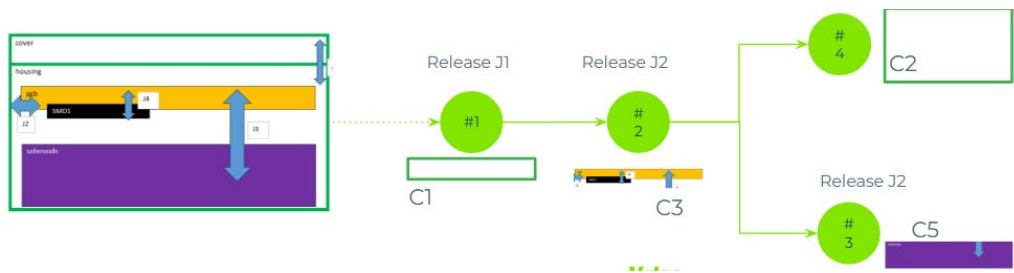 cover
housing
pcb
J4
SMD1
J2
J3
solenoids
Release J1
#1
C1
Release J2
#
2
C3
#
4
C2
Release J2
#
3
C5